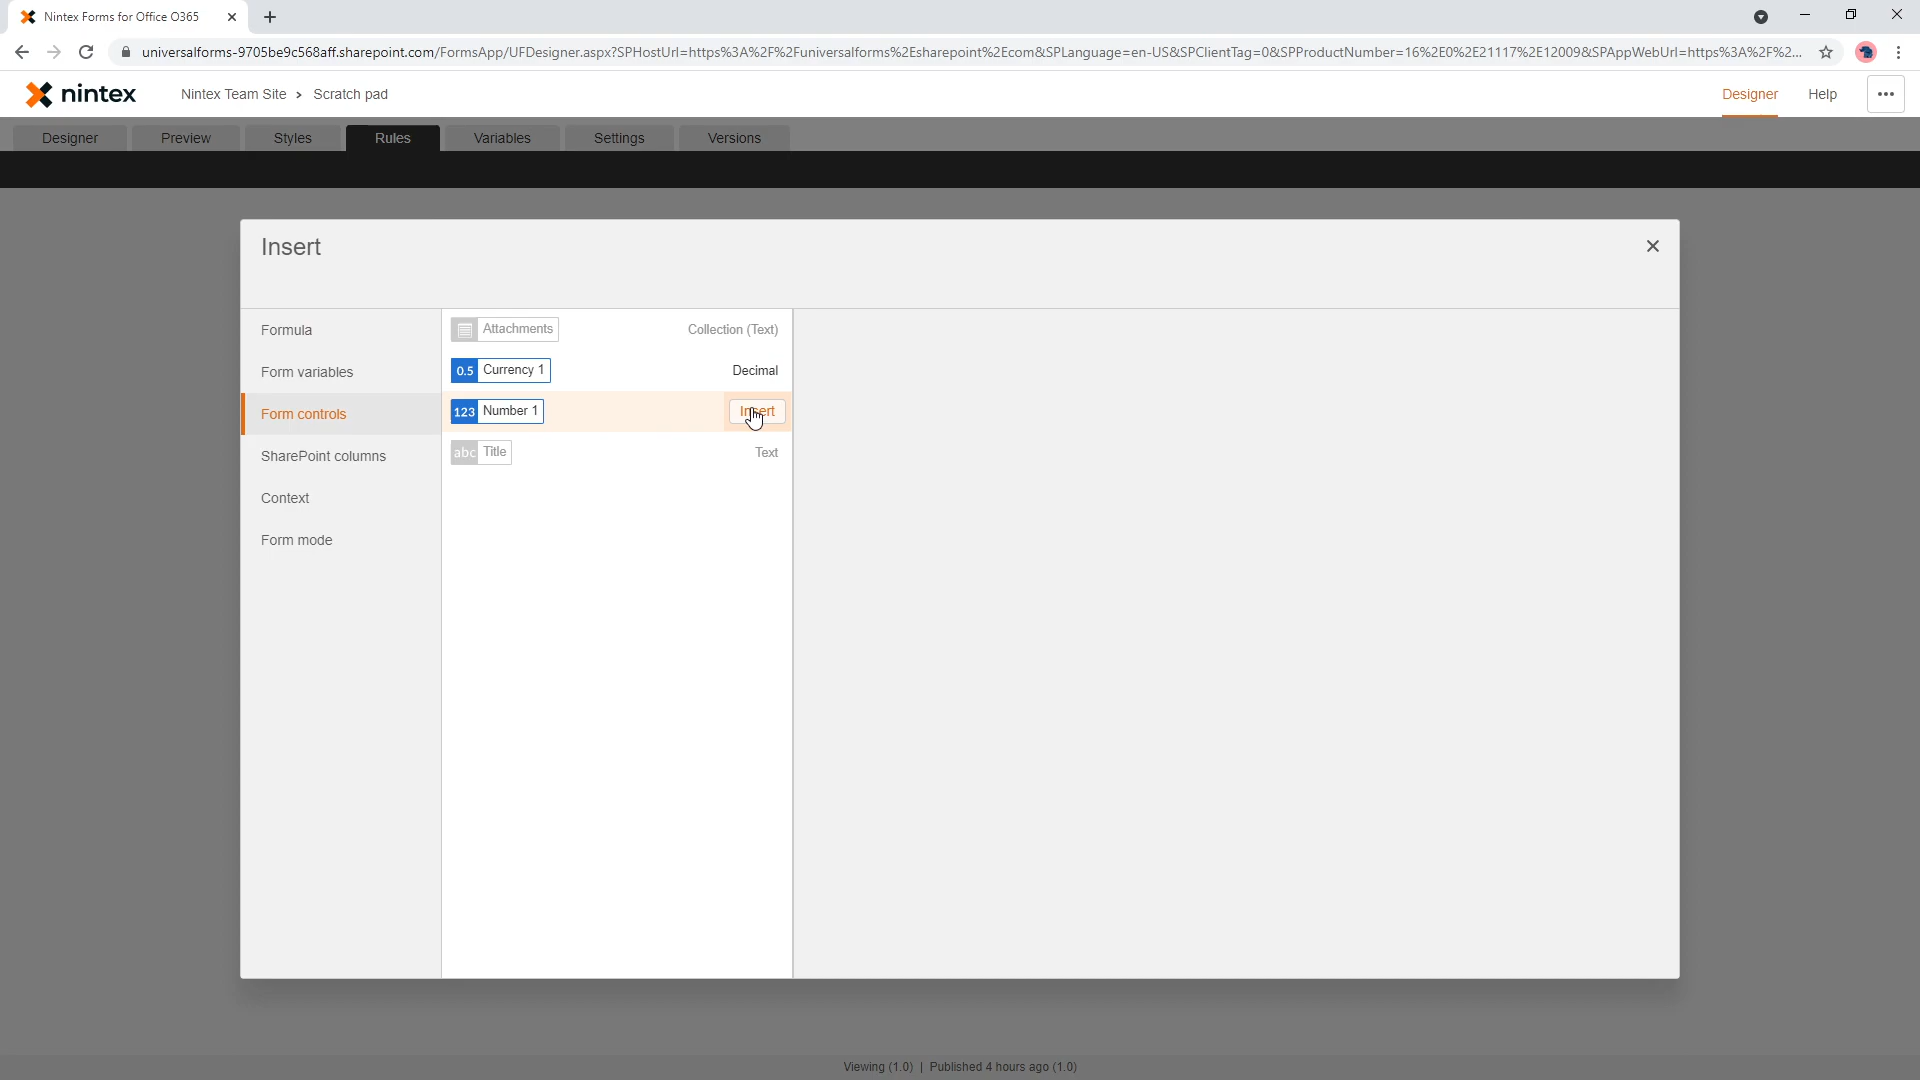 Nintex Forms for Office O365
universalforms-9705be9c568aff.sharepoint.com/FormsApp/UFDesigner.aspx?SPHostUrl=https%3A%2F%2Funiversalforms%2Esharepoint%2Ecom&SPLanguage=en-US&SPClientTag=0&SPProductNumber=16%2E0%2E21117%2E12009&SPAppWebUrl=https%3A%2F%2...
nintex Nintex Team Site > Scratch pad Designer Help
Designer Preview Styles Rules Variables Settings Versions
Insert
Formula
Form variables
Form controls
SharePoint columns
Context
Form mode
Attachments Collection (Text)
0.5 Currency 1 Decimal
123 Number 1 Insert
abc Title Text
Viewing (1.0) | Published 4 hours ago (1.0)